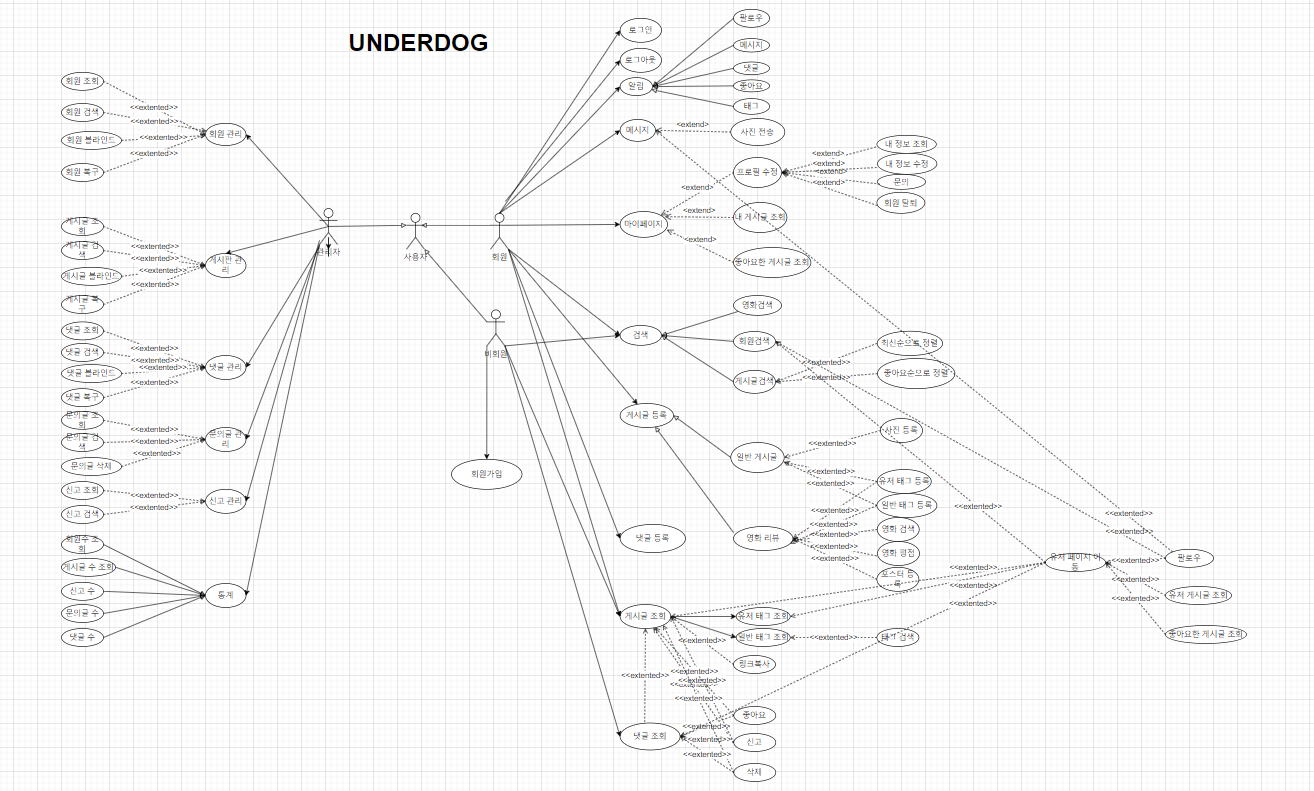 UNDERDOG
회원 조회
회원 검색
회원 블라인드
회원 복구
<<extented>>
<<extented>>
<<extented>>
<<extented>>
회원 관리
게시글 조
회
게시글 검
색
게시글 블라인드
게시글 복
구
<<extented>>
<<extented>>
<<extented>>
<<extented>>
게시판 관
리
댓글 조회
댓글 검색
댓글 블라인드
댓글 복구
<<extented>>
<<extented>>
<<extented>>
<<extented>>
댓글 관리
문의글 조
회
문의글 검
색
문의글 삭제
<<extented>>
<<extented>>
<<extented>>
문의글 관
리
신고 조회
신고 검색
<<extented>>
<<extented>>
신고 관리
회원수 조
회
게시글 수 조회
신고 수
문의글 수
댓글 수
통계
관리자
사용자
회원
비회원
회원가입
로그인
로그아웃
알림
팔로우
메시지
댓글
좋아요
태그
메시지
<extend>
사진 전송
마이페이지
<extend>
<extend>
<extend>
프로필 수정
내 게시글 조회
좋아요한 게시글 조회
<extend>
<extend>
<extend>
<extend>
내 정보 조회
내 정보 수정
문의
회원 탈퇴
검색
영화검색
회원검색
게시글검색
<<extented>>
<<extented>>
최신순으로 정렬
좋아요순으로 정렬
게시글 등록
일반 게시글
영화 리뷰
<<extented>>
<<extented>>
<<extented>>
<<extented>>
<<extented>>
<<extented>>
<<extented>>
<<extented>>
사진 등록
유저 태그 등록
일반 태그 등록
영화 검색
영화 평점
포스터 등
록
댓글 등록
게시글 조회
유저 태그 조회
일반 태그 조회
<<extented>>
태그 검색
링크복사
<<extented>>
<<extented>>
<<extented>>
<<extented>>
<<extented>>
<<extented>>
댓글 조회
<<extented>>
<<extented>>
<<extented>>
좋아요
신고
삭제
<<extented>>
<<extented>>
<<extented>>
<<extented>>
유저 페이지 이
동
<<extented>>
<<extented>>
<<extented>>
<<extented>>
<<extented>>
팔로우
유저 게시글 조회
좋아요한 게시글 조회